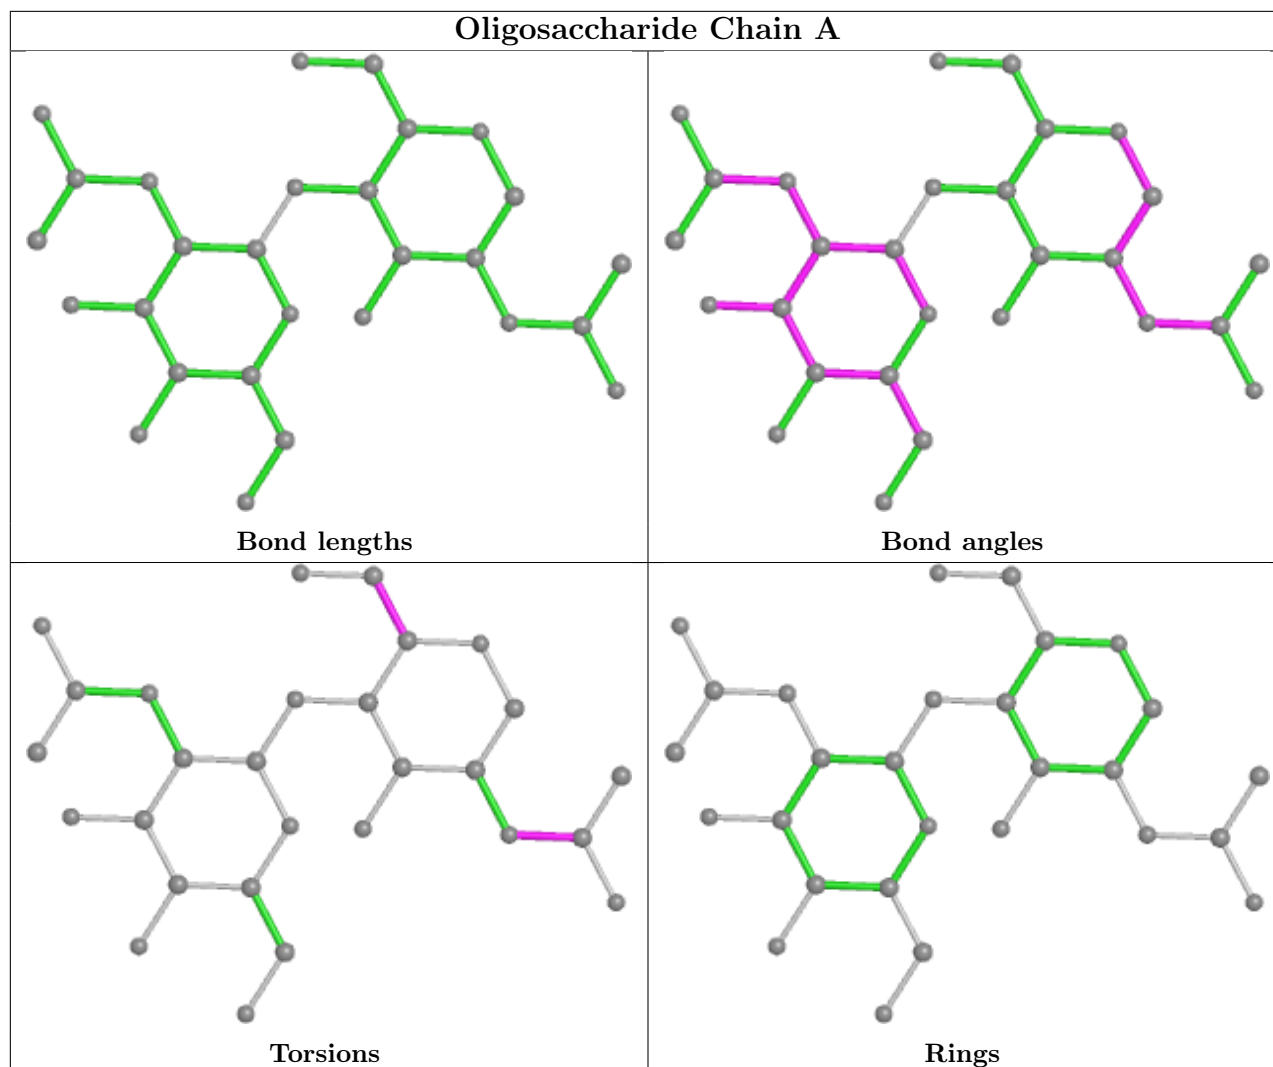 Oligosaccharide Chain A
Bond lengths
Bond angles
Torsions
Rings